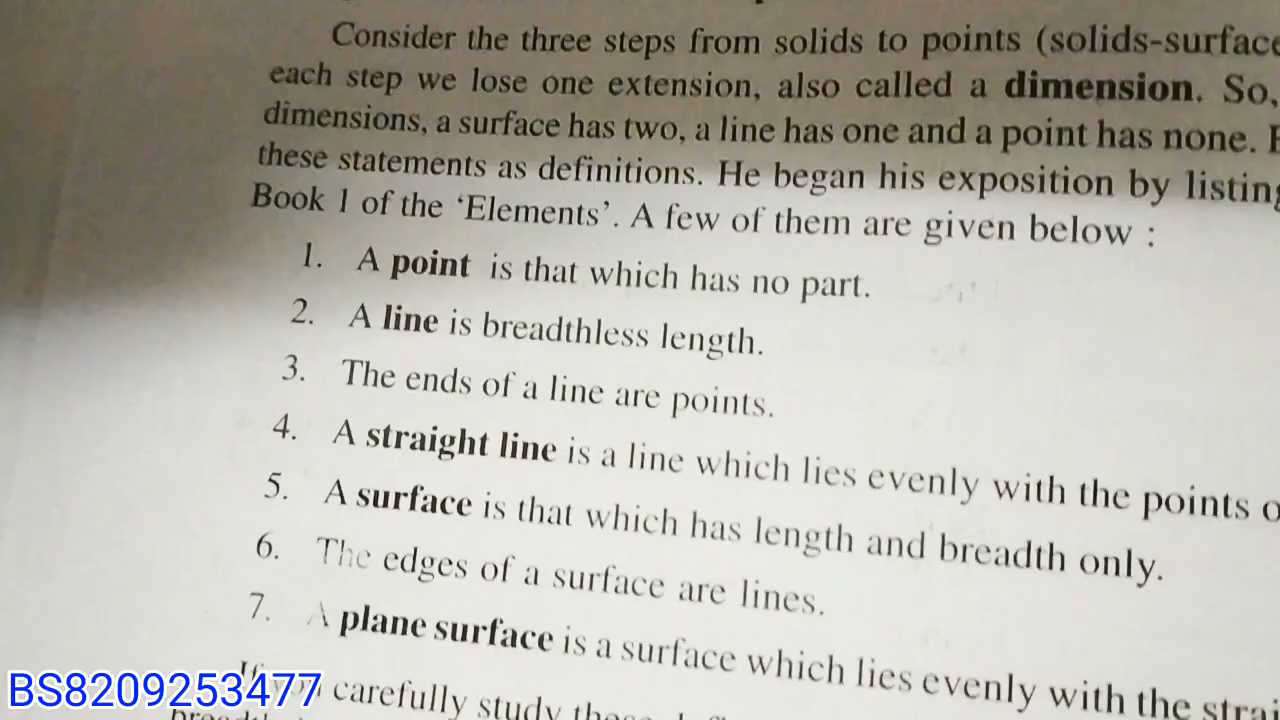 Consider the three steps from solids to points (solids-surface
each step we lose one extension, also called a dimension. So,
dimensions, a surface has two, a line has one and a point has none.
these statements as definitions. He began his exposition by listing
Book 1 of the ‘Elements’. A few of them are given below :
1. A point is that which has no part.
2. A line is breadthless length.
3. The ends of a line are points.
4. A straight line is a line which lies evenly with the points
5. A surface is that which has length and breadth only.
6. The edges of a surface are lines.
7. A plane surface is a surface which lies evenly with the
If you carefully study
BS8209253477